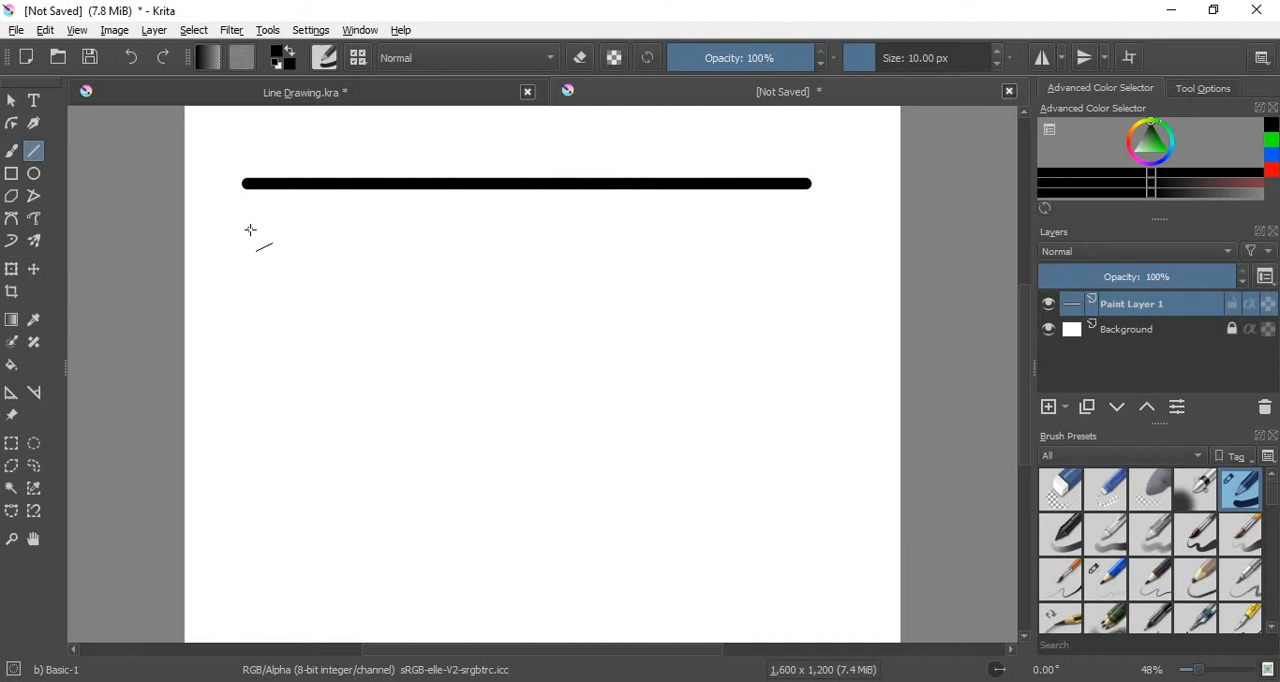 [Not Saved] (7.8 MiB) * - Krita
File Edit View Image Layer Select Filter Tools Settings Window Help
Normal Opacity: 100% Size: 10.00 px
Line Drawing.kra * [Not Saved] *
Advanced Color Selector Tool Options
Advanced Color Selector
Layers
Normal
Opacity: 100%
Paint Layer 1
Background
Brush Presets
All Tag
Search
b) Basic-1 RGB/Alpha (8-bit integer/channel) sRGB-elle-V2-srgbtrc.icc 1,600 x 1,200 (7.4 MiB) 0.00° 48%